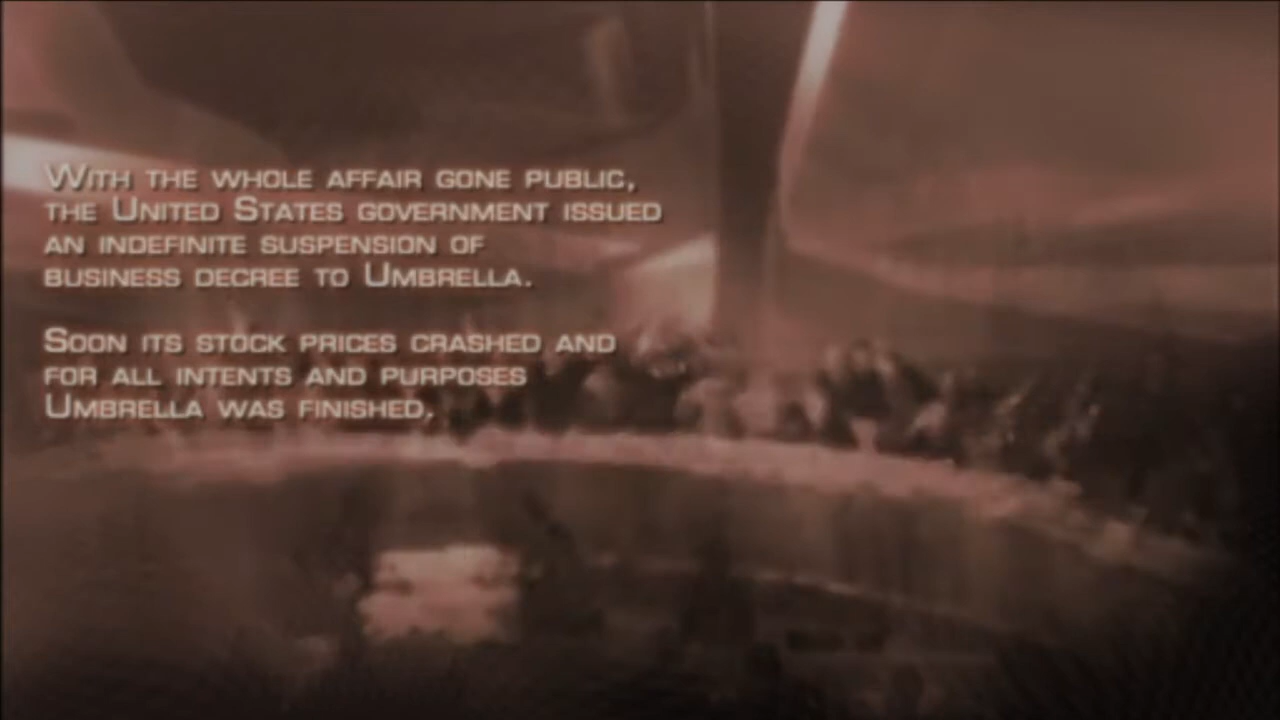 With the whole affair gone public,
the United States government issued
an indefinite suspension of
business decree to Umbrella.
Soon its stock prices crashed and
for all intents and purposes
Umbrella was finished.